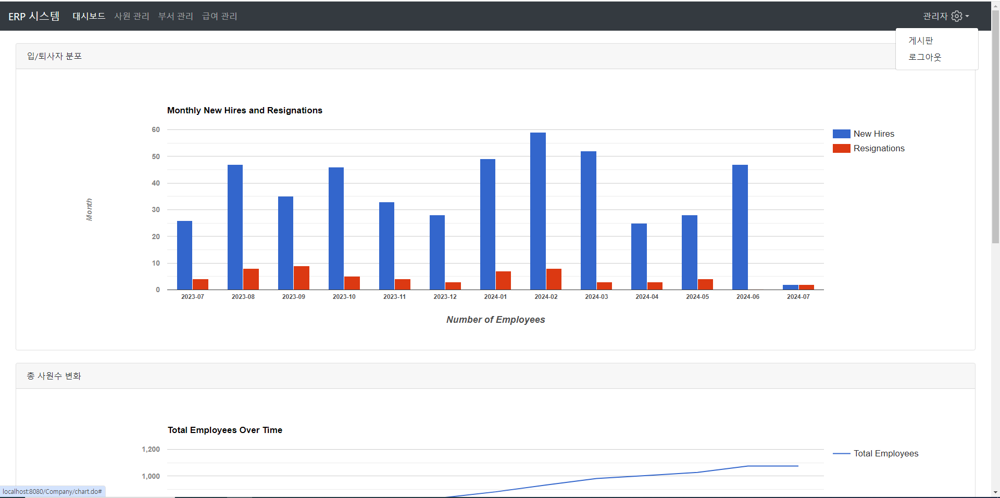 ERP 시스템 대시보드 사원 관리 부서 관리 급여 관리 관리자
게시판
로그아웃
입/퇴사자 분포
Monthly New Hires and Resignations
60
50
40
30
20
10
0
Month
New Hires
Resignations
2023-07 2023-08 2023-09 2023-10 2023-11 2023-12 2024-01 2024-02 2024-03 2024-04 2024-05 2024-06 2024-07
Number of Employees
총 사원수 변화
Total Employees Over Time
1,200
1,000
Total Employees
localhost:8080/Company/chart.do#